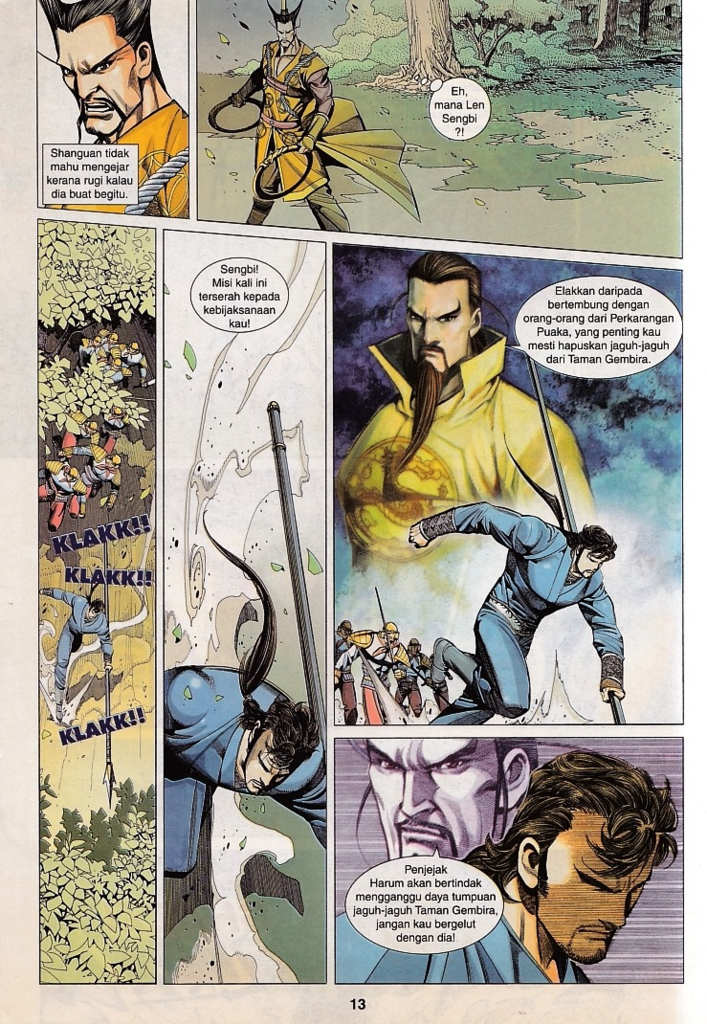 Shanguan tidak
mahu mengejar
kerana rugi kalau
dia buat begitu.
Eh,
mana Len
Sengbi
?!
KLAKK!!
KLAKK!!
KLAKK!!
Sengbi!
Misi kali ini
terserah kepada
kebijaksanaan
kau!
Elakkan daripada
bertembung dengan
orang-orang dari Perkarangan
Puaka, yang penting kau
mesti hapuskan jaguh-jaguh
dari Taman Gembira.
Penjejak
Harum akan bertindak
mengganggu daya tumpuan
jaguh-jaguh Taman Gembira,
jangan kau bergelut
dengan dia!
13